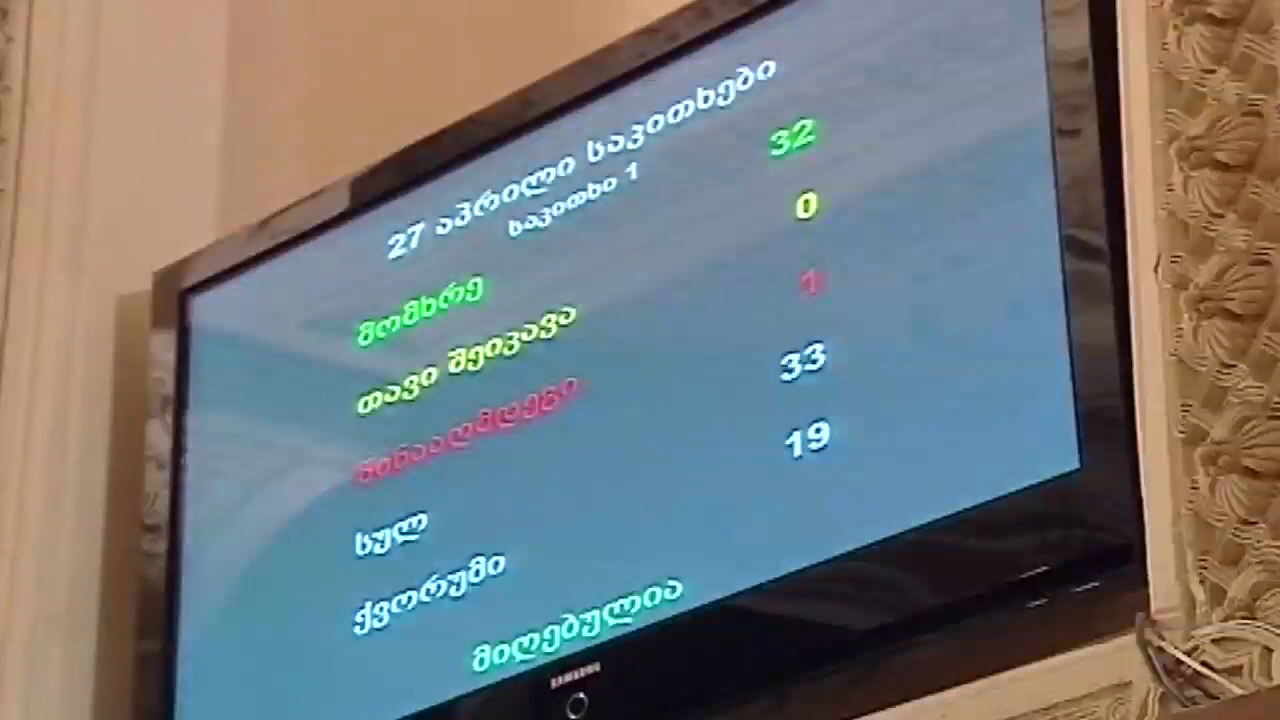 27 აპრილი საკითხები
საკითხი 1
მომხრე 32
თავი შეიკავა 0
წინააღმდეგი 1
სულ 33
ქვორუმი 19
მიღებულია
SAMSUNG